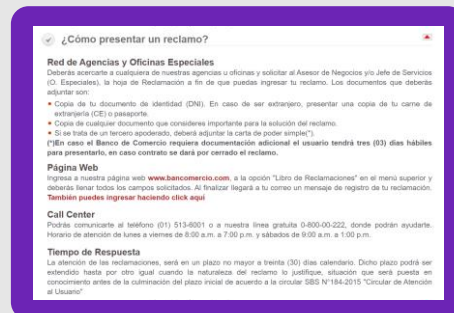 ¿Cómo presentar un reclamo?
Red de Agencias y Oficinas Especiales
Deberás acercarte a cualquiera de nuestras agencias u oficinas y solicitar al Asesor de Negocios y/o Jefe de Servicios
(O. Especiales), la hoja de Reclamación a fin de que puedas ingresar tu reclamo. Los documentos que deberás
adjuntar son:
• Copia de tu documento de identidad (DNI). En caso de ser extranjero, presentar una copia de tu carne de
extranjería (CE) o pasaporte.
• Copia de cualquier documento que consideres importante para la solución del reclamo.
• Si se trata de un tercero apoderado, deberá adjuntar la carta de poder simple(*).
(*)En caso el Banco de Comercio requiera documentación adicional el usuario tendrá tres (03) días hábiles
para presentarlo, en caso contrato se dará por cerrado el reclamo.
Página Web
Ingresa a nuestra página web www.bancomercio.com, a la opción "Libro de Reclamaciones" en el menú superior y
deberás llenar todos los campos solicitados. Al finalizar llegará a tu correo un mensaje de registro de tu reclamación.
También puedes ingresar haciendo click aquí
Call Center
Podrás comunicarte al teléfono (01) 513-6001 o a nuestra línea gratuita 0-800-00-222, donde podrán ayudarte.
Horario de atención de lunes a viernes de 8:00 a.m. a 7:00 p.m. y sábados de 9:00 a.m. a 1:00 p.m.
Tiempo de Respuesta
La atención de las reclamaciones, será en un plazo no mayor a treinta (30) días calendario. Dicho plazo podrá ser
extendido hasta por otro igual cuando la naturaleza del reclamo lo justifique, situación que será puesta en
conocimiento antes de la culminación del plazo inicial de acuerdo a la circular SBS N°184-2015 "Circular de Atención
al Usuario"